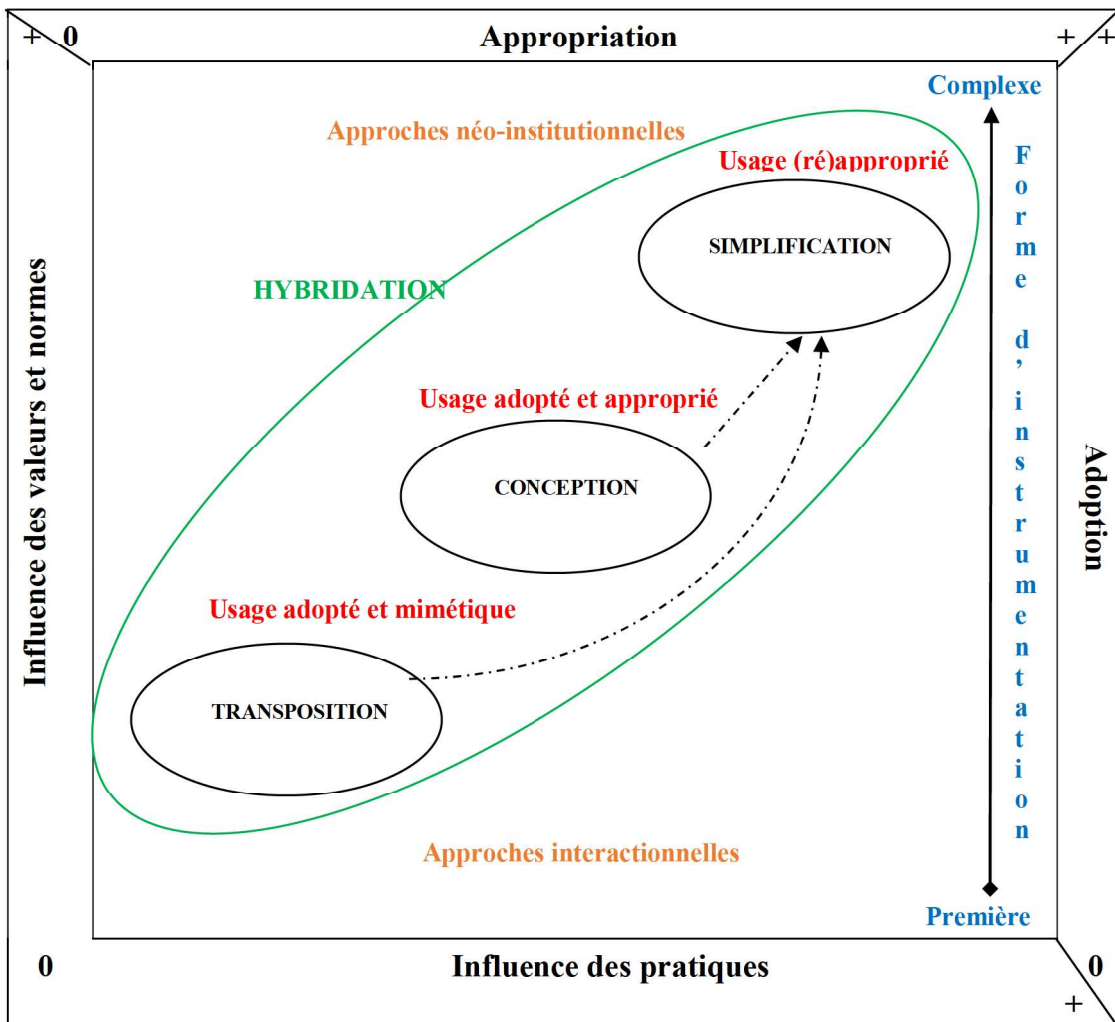 + 0 Appropriation + +
Complexe
Approches néo-institutionnelles
Usage (ré)approprié
SIMPLIFICATION
HYBRIDATION
Forme d’instrumentation
Influence des valeurs et normes
Usage adopté et approprié
CONCEPTION
Adoption
Usage adopté et mimétique
TRANSPOSITION
Approches interactionnelles
Première
0 Influence des pratiques 0
+